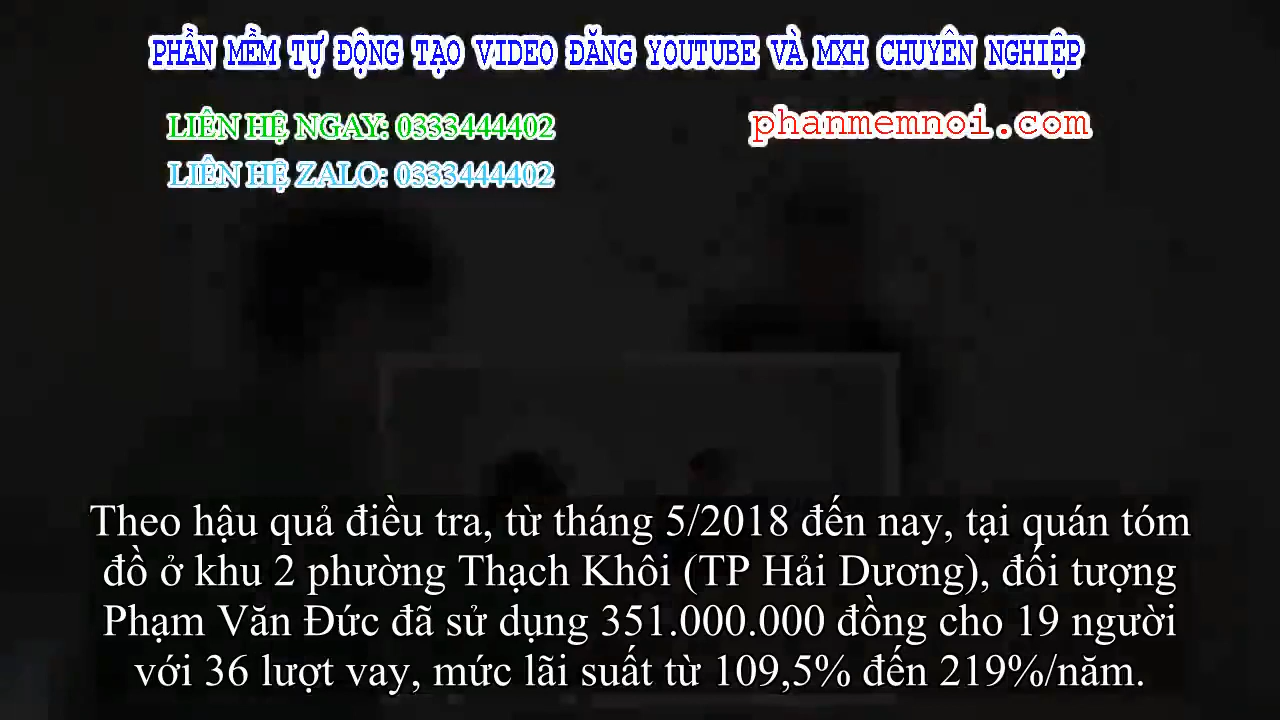 PHẦN MỀM TỰ ĐỘNG TẠO VIDEO ĐĂNG YOUTUBE VÀ MXH CHUYÊN NGHIỆP
LIÊN HỆ NGAY: 0333444402
phanmemnoi.com
LIÊN HỆ ZALO: 0333444402
Theo hậu quả điều tra, từ tháng 5/2018 đến nay, tại quán tóm
đồ ở khu 2 phường Thạch Khôi (TP Hải Dương), đối tượng
Phạm Văn Đức đã sử dụng 351.000.000 đồng cho 19 người
với 36 lượt vay, mức lãi suất từ 109,5% đến 219%/năm.